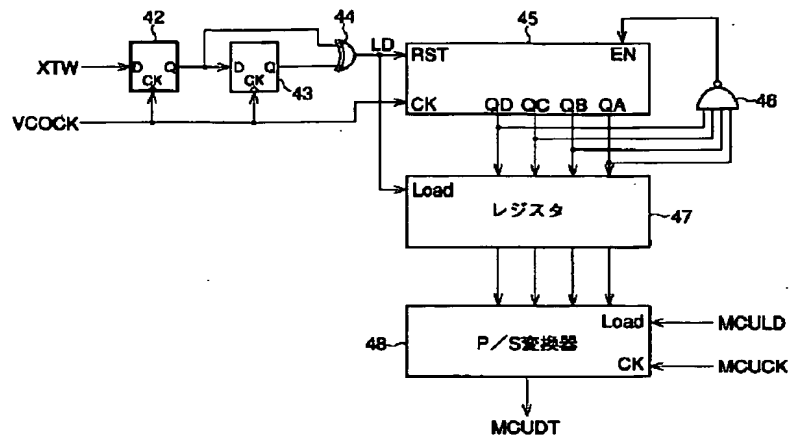 42
44
45
LD
XTW
D
Q
CK
D
Q
CK
43
RST
EN
46
VCOCK
CK
QD QC QB QA
Load
レジスタ
47
Load
MCULD
48
P/S変換器
CK
MCUCK
MCUDT